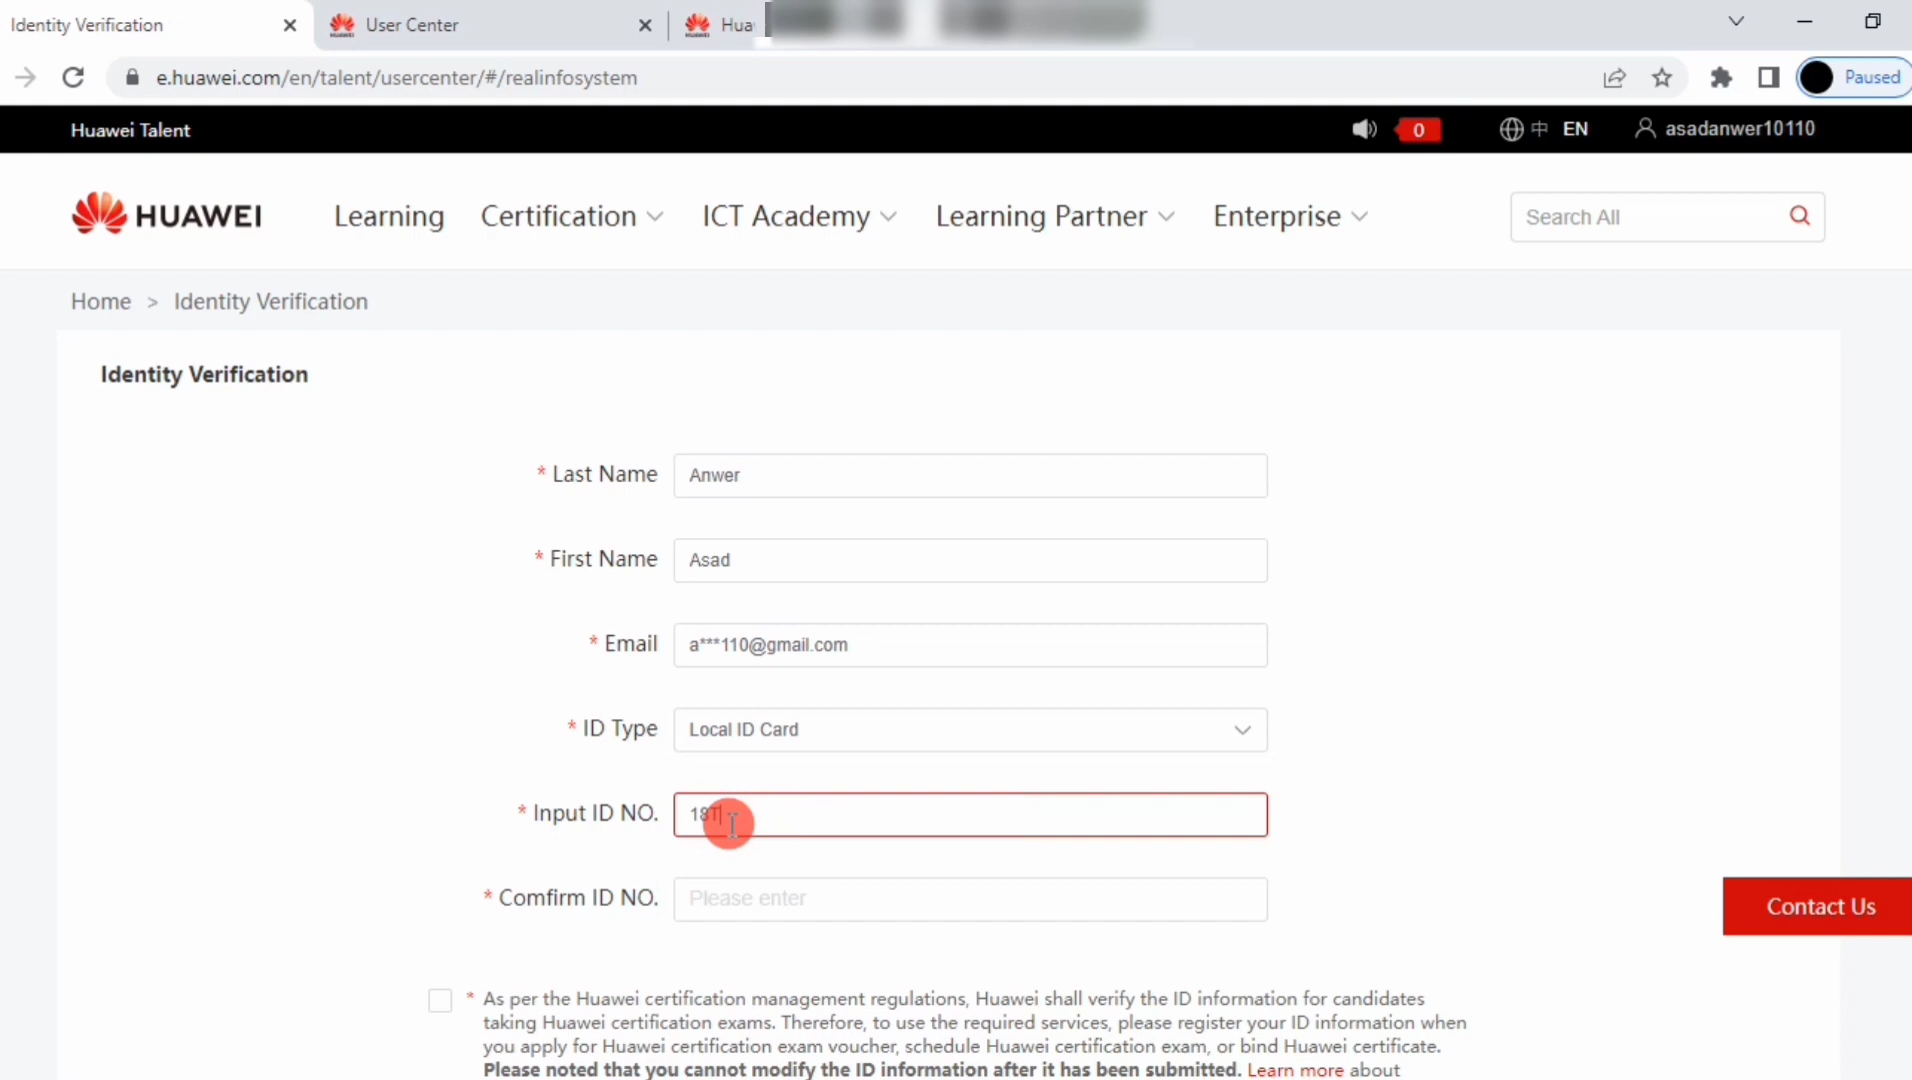 Identity Verification
User Center
HUAWEI
HUAWEI
e.huawei.com/en/talent/usercenter/#/realinfosystem
Paused
Huawei Talent
0
中 EN
asadanwer10110
HUAWEI
Learning
Certification
ICT Academy
Learning Partner
Enterprise
Search All
Home > Identity Verification
Identity Verification
* Last Name
Anwer
* First Name
Asad
* Email
a***110@gmail.com
* ID Type
Local ID Card
* Input ID NO.
18T
* Comfirm ID NO.
Please enter
Contact Us
* As per the Huawei certification management regulations, Huawei shall verify the ID information for candidates
taking Huawei certification exams. Therefore, to use the required services, please register your ID information when
you apply for Huawei certification exam voucher, schedule Huawei certification exam, or bind Huawei certificate.
Please noted that you cannot modify the ID information after it has been submitted. Learn more about